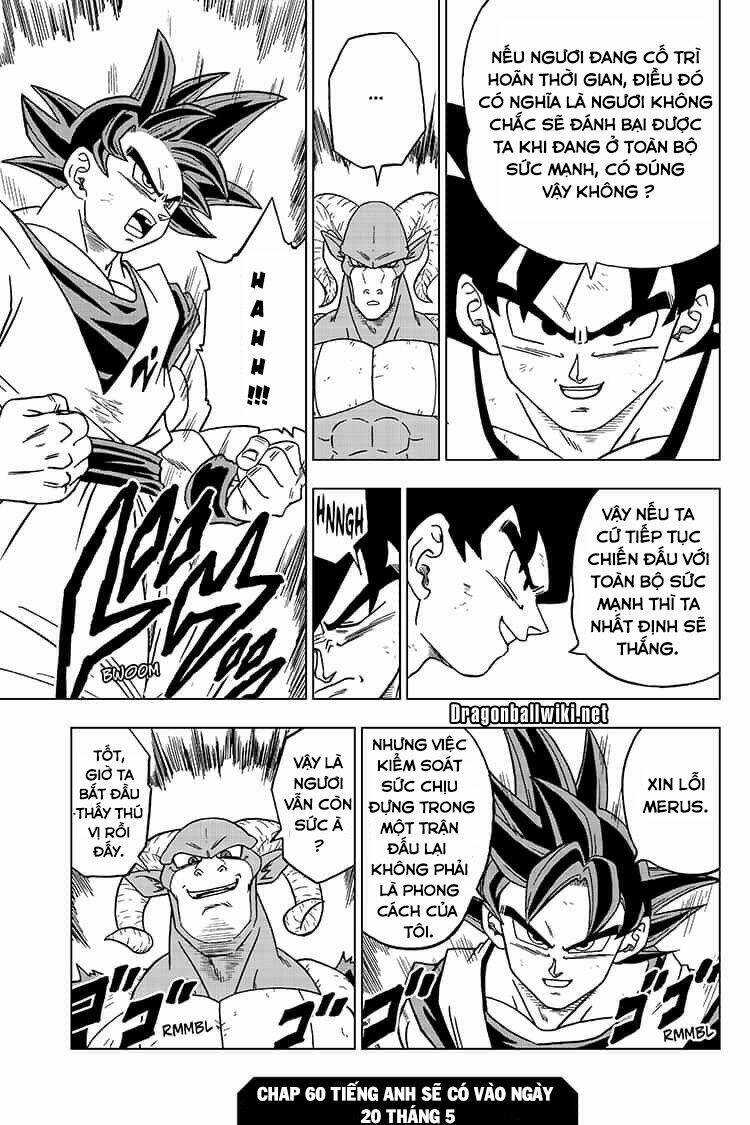 NẾU NGƯƠI ĐANG CỐ TRÌ
HOÃN THỜI GIAN, ĐIỀU ĐÓ
CÓ NGHĨA LÀ NGƯƠI KHÔNG
CHẮC SẼ ĐÁNH BẠI ĐƯỢC
TA KHI ĐANG Ở TOÀN BỘ
SỨC MẠNH, CÓ ĐÚNG
VẬY KHÔNG ?
...
HAHH !!!
BWOOM
VẬY NẾU TA
CỨ TIẾP TỤC
CHIẾN ĐẤU VỚI
TOÀN BỘ SỨC
MẠNH THÌ TA
NHẤT ĐỊNH SẼ
THẮNG.
HNNGH
Dragonballwiki.net
XIN LỖI
MERUS.
NHƯNG VIỆC
KIỂM SOÁT
SỨC CHỊU
ĐỰNG TRONG
MỘT TRẬN
ĐẤU LẠI
KHÔNG PHẢI
LÀ PHONG
CÁCH CỦA
TÔI.
ゴゴ
RMMBL
VẬY LÀ
NGƯƠI
VẪN CÒN
SỨC À
?
TỐT,
GIỜ TA
BẮT ĐẦU
THẤY THÚ
VỊ RỒI
ĐẤY.
ゴゴ
RMMBL
CHAP 60 TIẾNG ANH SẼ CÓ VÀO NGÀY
20 THÁNG 5